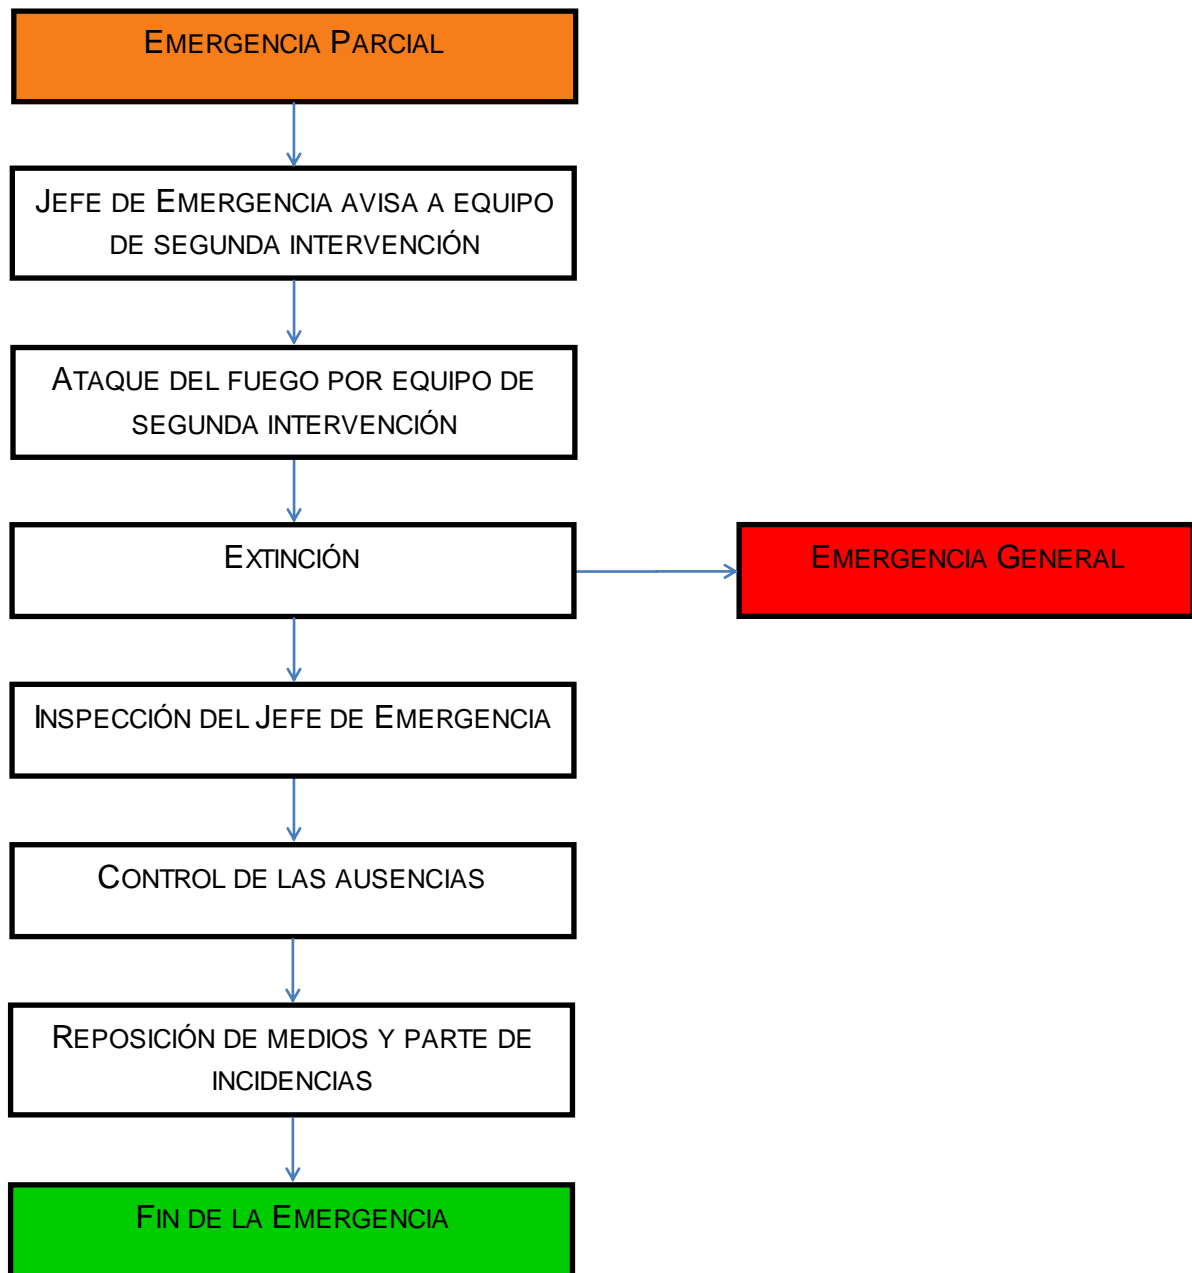 EMERGENCIA PARCIAL
JEFE DE EMERGENCIA AVISA A EQUIPO
DE SEGUNDA INTERVENCIÓN
ATAQUE DEL FUEGO POR EQUIPO DE
SEGUNDA INTERVENCIÓN
EXTINCIÓN
EMERGENCIA GENERAL
INSPECCIÓN DEL JEFE DE EMERGENCIA
CONTROL DE LAS AUSENCIAS
REPOSICIÓN DE MEDIOS Y PARTE DE
INCIDENCIAS
FIN DE LA EMERGENCIA